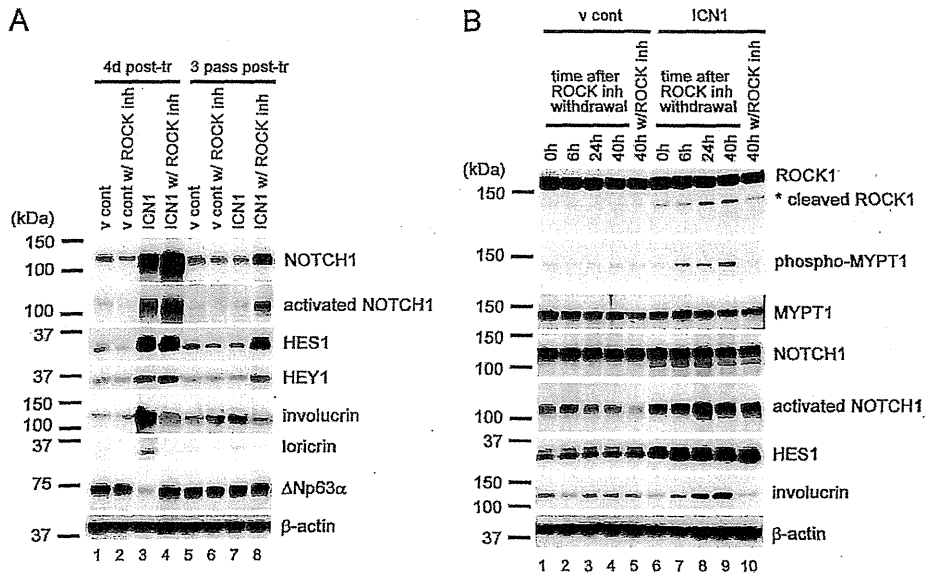 A
4d post-tr
3 pass post-tr
v cont
v cont w/ ROCK inh
ICN1
ICN1 w/ ROCK inh
v cont
v cont w/ ROCK inh
ICN1
ICN1 w/ ROCK inh
(kDa)
150
100
NOTCH1
100
activated NOTCH1
37
HES1
37
HEY1
150
100
involucrin
37
loricrin
75
ΔNp63α
37
β-actin
1 2 3 4 5 6 7 8
B
v cont
ICN1
time after ROCK inh withdrawal
40h w/ROCK inh
time after ROCK inh withdrawal
40h w/ROCK inh
0h 6h 24h 40h
0h 6h 24h 40h
(kDa)
150
ROCK1
* cleaved ROCK1
150
phospho-MYPT1
150
MYPT1
150
100
NOTCH1
100
activated NOTCH1
37
HES1
150
100
involucrin
37
β-actin
1 2 3 4 5 6 7 8 9 10